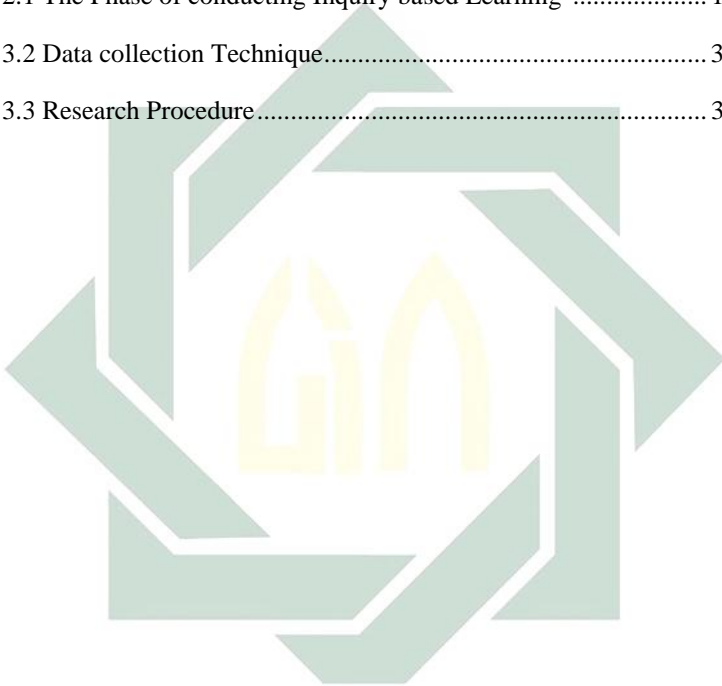 2.1 The Phase of conducting Inquiry based Learning ....................
3.2 Data collection Technique........................................................... 3
3.3 Research Procedure..................................................................... 3